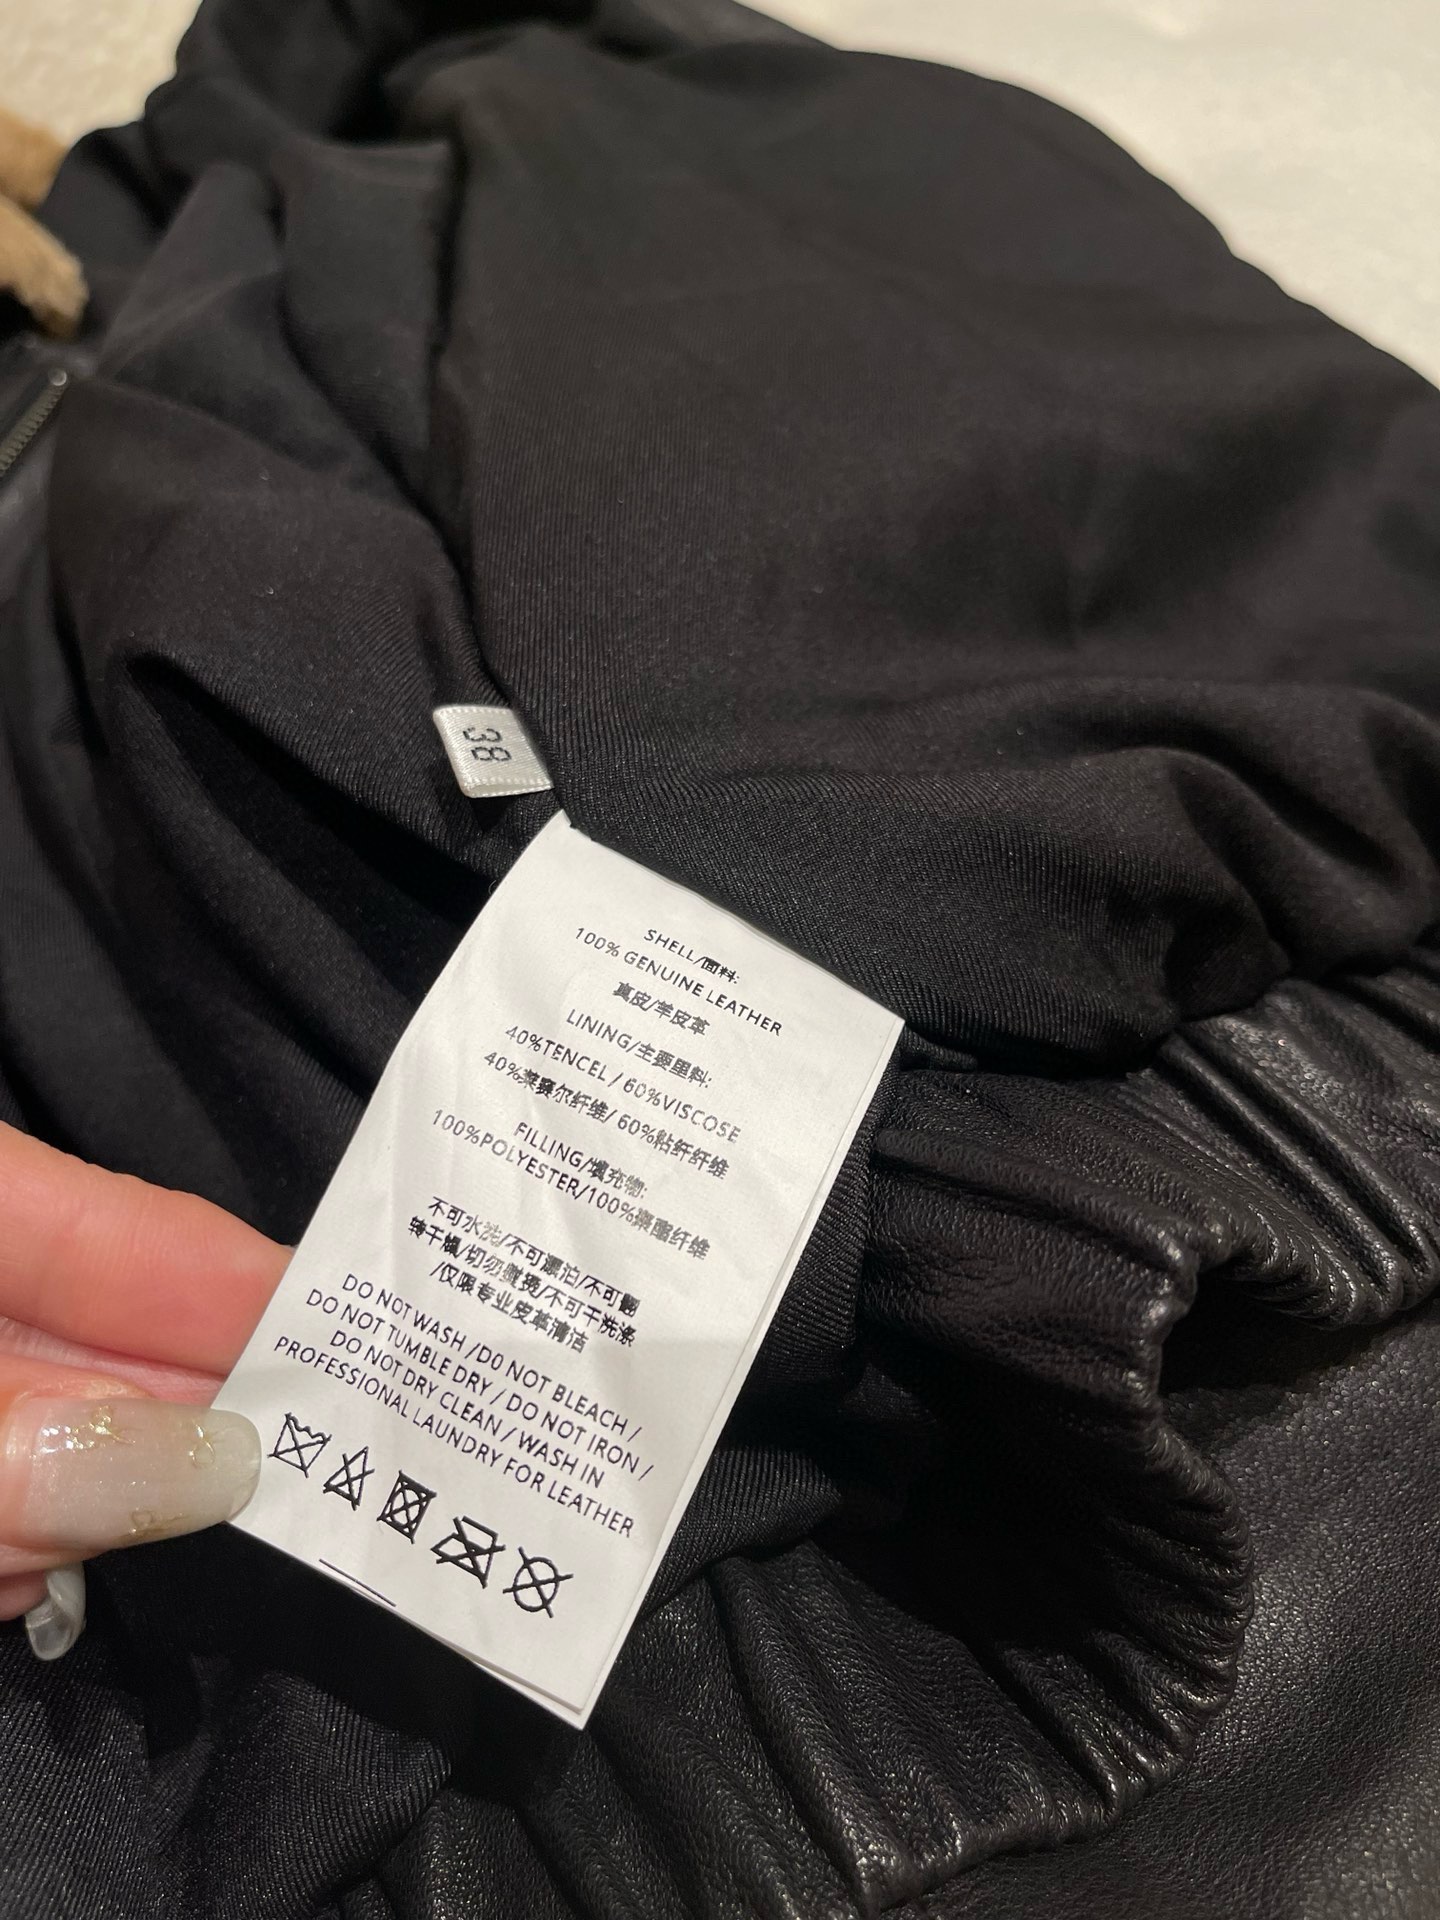 38
SHELL/面料:
100% GENUINE LEATHER
真皮/羊皮革
LINING/主要里料:
40%TENCEL / 60%VISCOSE
40%莱赛尔纤维/ 60%粘纤纤维
FILLING/填充物:
100%POLYESTER/100%聚酯纤维
不可水洗/不可漂泊/不可翻
转干燥/切勿熨烫/不可干洗涤
/仅限专业皮革清洁
DO NOT WASH /DO NOT BLEACH /
DO NOT TUMBLE DRY / DO NOT IRON /
DO NOT DRY CLEAN / WASH IN
PROFESSIONAL LAUNDRY FOR LEATHER